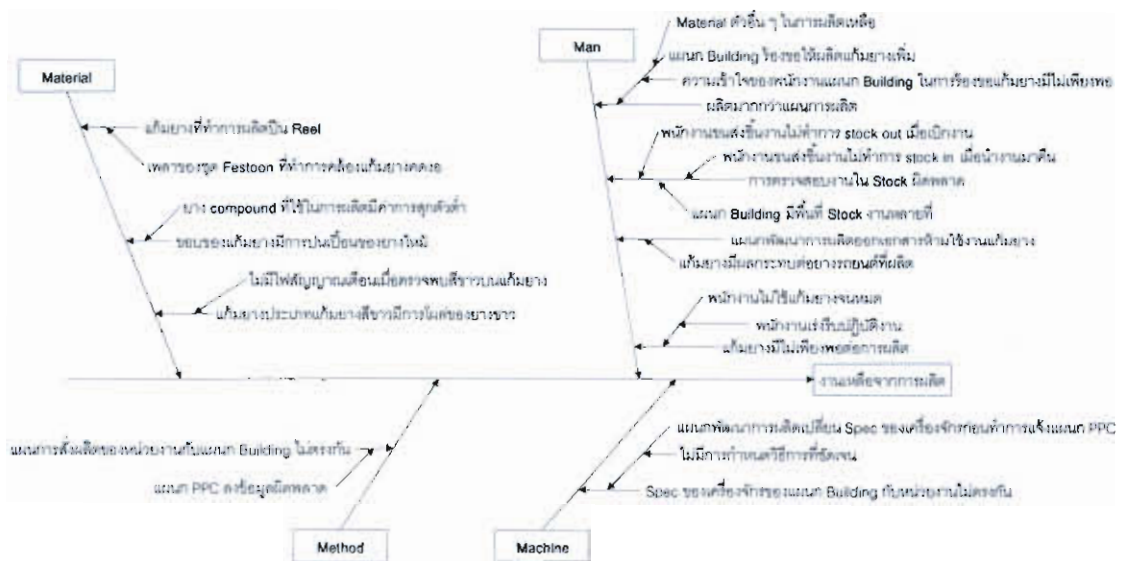 Material
แก้มยางที่ทำการผลิตปีน Reel
เพลาของชุด Festoon ที่ทำการคล้องแก้มยางคดงอ
ยาง compound ที่ใช้ในการผลิตมีค่าการสุกตัวต่ำ
ขอบของแก้มยางมีการปนเปื้อนของยางไหม้
ไม่มีไฟสัญญาณเตือนเมื่อตรวจพบสีขาวบนแก้มยาง
แก้มยางประเภทแก้มยางสีขาวมีการโผล่ของยางขาว
Man
Material ตัวอื่น ๆ ในการผลิตเหลือ
แผนก Building ร้องขอให้ผลิตแก้มยางเพิ่ม
ความเข้าใจของพนักงานแผนก Building ในการร้องขอแก้มยางมีไม่เพียงพอ
ผลิตมากกว่าแผนการผลิต
พนักงานขนส่งชิ้นงานไม่ทำการ stock out เมื่อเบิกงาน
พนักงานขนส่งชิ้นงานไม่ทำการ stock in เมื่อนำงานมาคืน
การตรวจสอบงานใน Stock ผิดพลาด
แผนก Building มีพื้นที่ Stock งานหลายที่
แผนกพัฒนาการผลิตออกเอกสารห้ามใช้งานแก้มยาง
แก้มยางมีผลกระทบต่อยางรถยนต์ที่ผลิต
พนักงานไม่ใช้แก้มยางจนหมด
พนักงานเร่งรีบปฏิบัติงาน
แก้มยางมีไม่เพียงพอต่อการผลิต
งานเหลือจากการผลิต
แผนการสั่งผลิตของหน่วยงานกับแผนก Building ไม่ตรงกัน
แผนก PPC ลงข้อมูลผิดพลาด
Method
แผนกพัฒนาการผลิตเปลี่ยน Spec ของเครื่องจักรก่อนทำการแจ้งแผนก PPC
ไม่มีการกำหนดวิธีการที่ชัดเจน
Spec ของเครื่องจักรของแผนก Building กับหน่วยงานไม่ตรงกัน
Machine